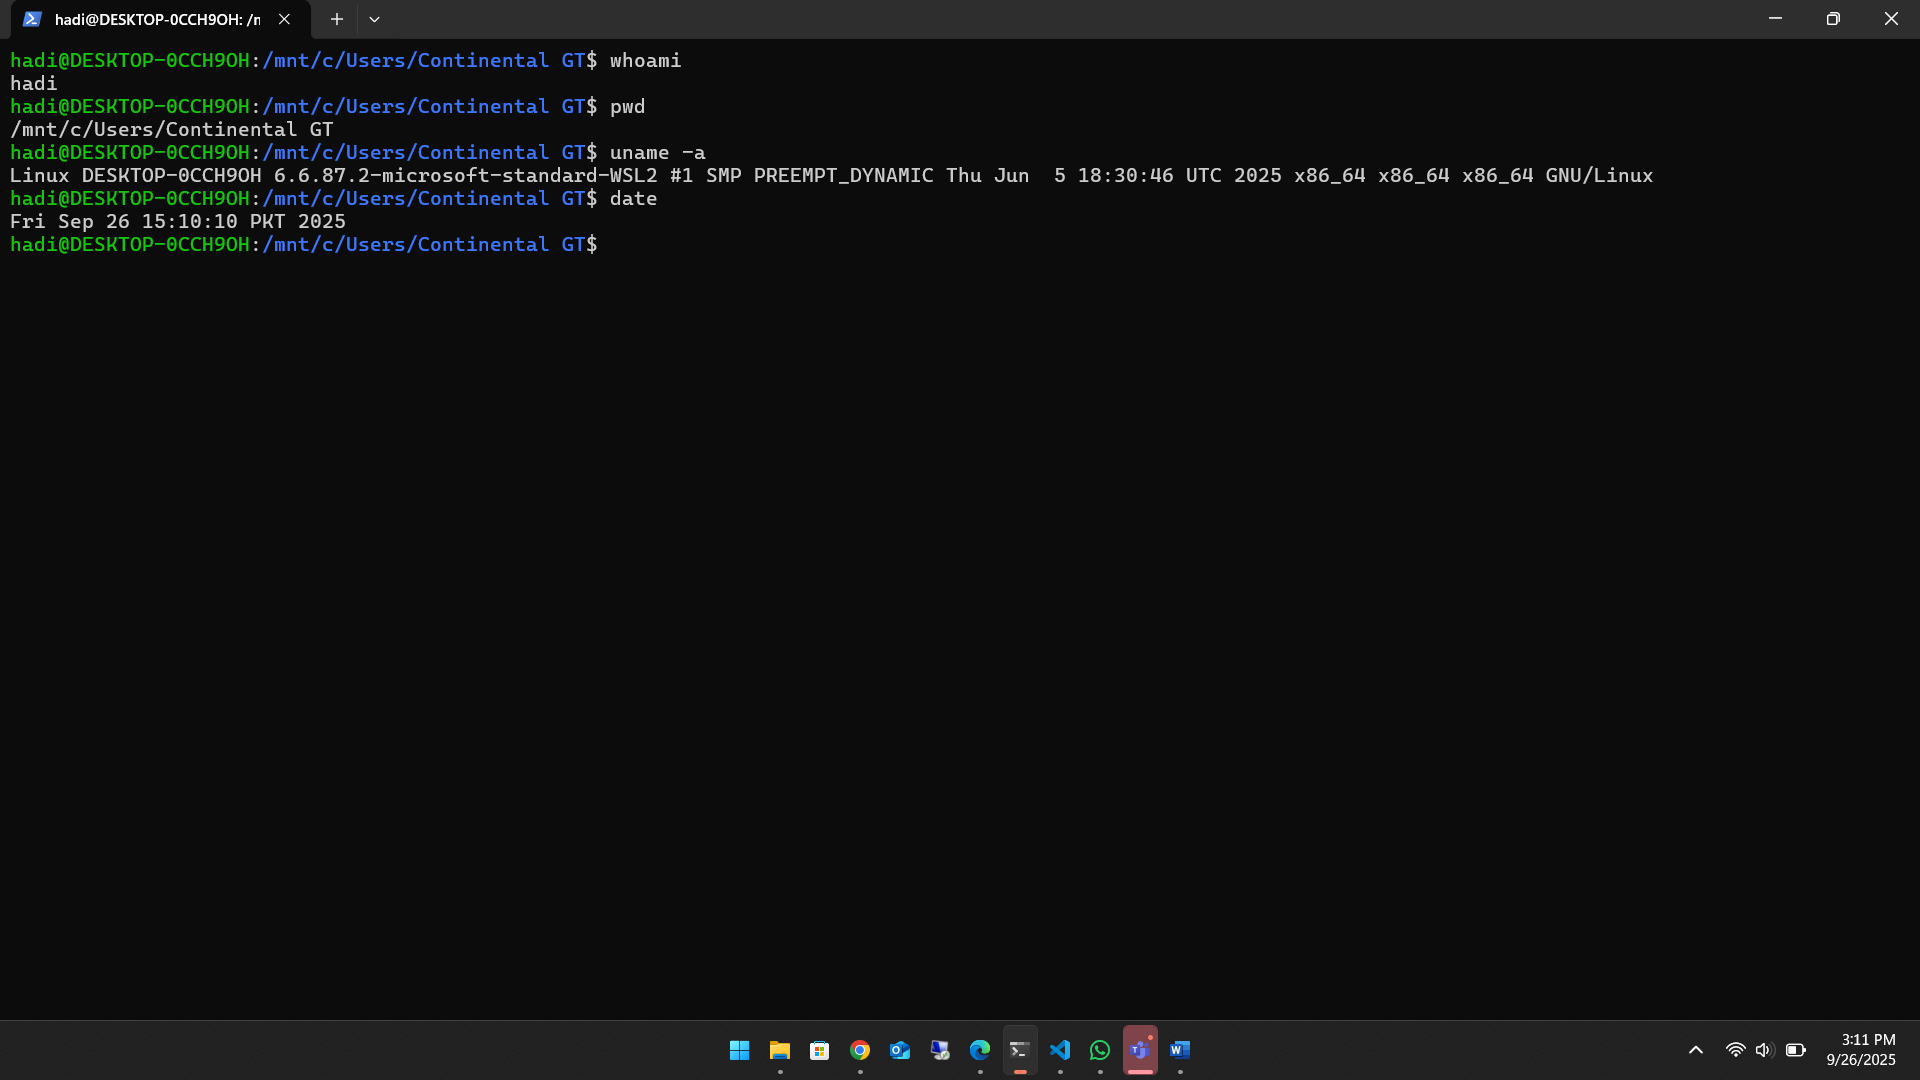 hadi@DESKTOP-0CCH9OH: /n
hadi@DESKTOP-0CCH9OH:/mnt/c/Users/Continental GT$ whoami
hadi
hadi@DESKTOP-0CCH9OH:/mnt/c/Users/Continental GT$ pwd
/mnt/c/Users/Continental GT
hadi@DESKTOP-0CCH9OH:/mnt/c/Users/Continental GT$ uname -a
Linux DESKTOP-0CCH9OH 6.6.87.2-microsoft-standard-WSL2 #1 SMP PREEMPT_DYNAMIC Thu Jun  5 18:30:46 UTC 2025 x86_64 x86_64 x86_64 GNU/Linux
hadi@DESKTOP-0CCH9OH:/mnt/c/Users/Continental GT$ date
Fri Sep 26 15:10:10 PKT 2025
hadi@DESKTOP-0CCH9OH:/mnt/c/Users/Continental GT$
3:11 PM
9/26/2025